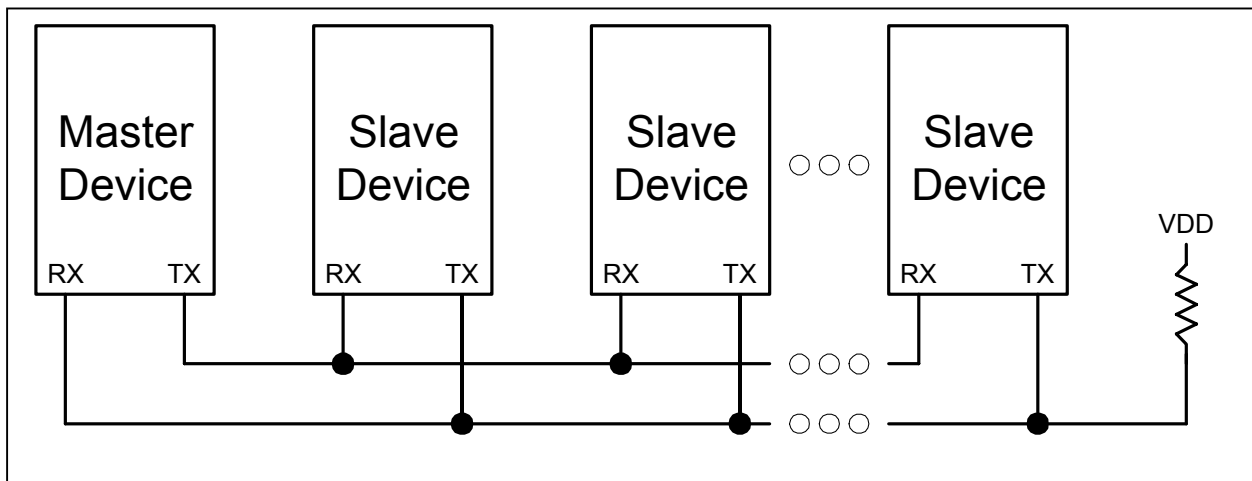 Master
Device
Slave
Device
Slave
Device
Slave
Device
VDD
RX TX
RX TX
RX TX
RX TX